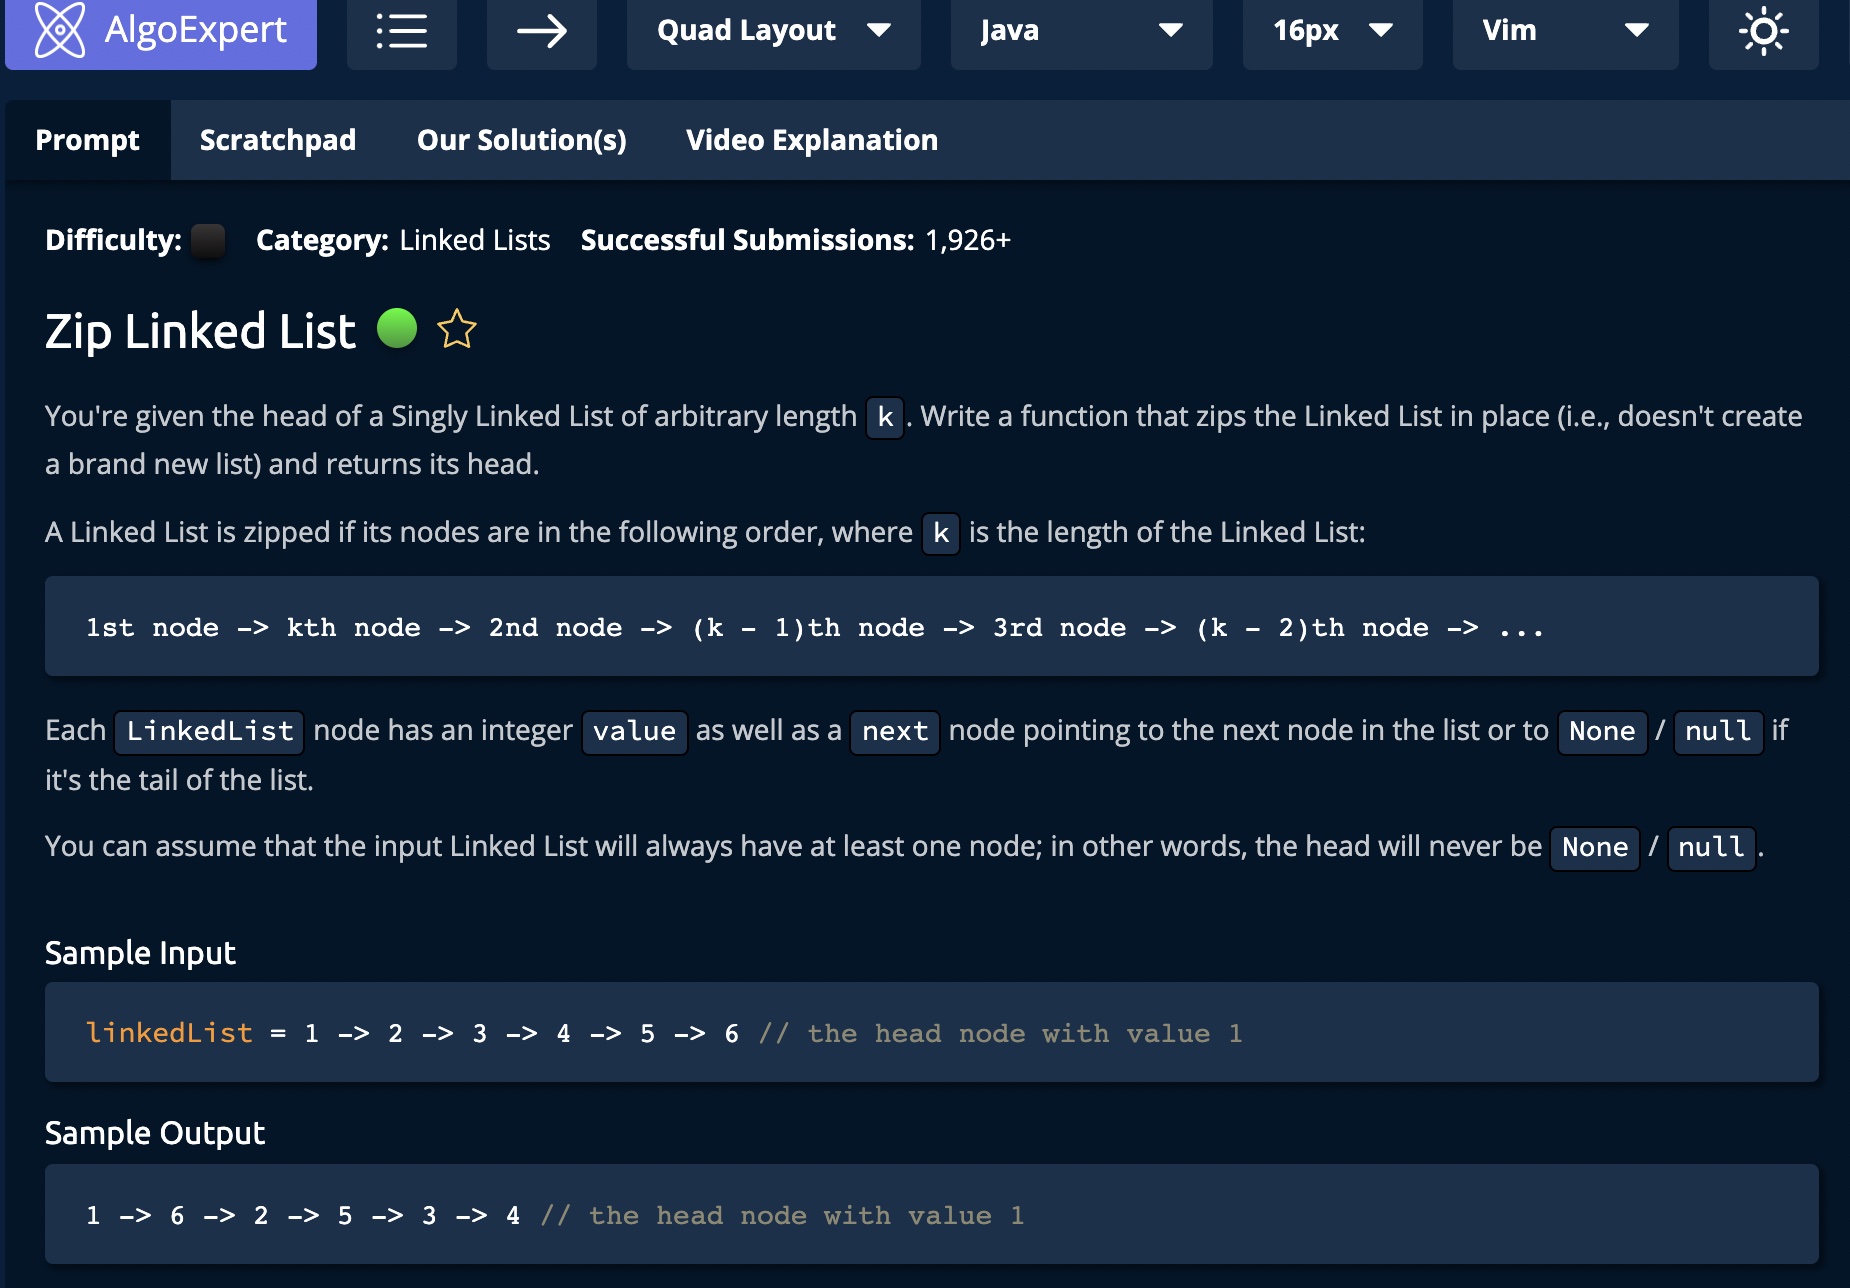 AlgoExpert
Quad Layout
Java
16px
Vim
Prompt
Scratchpad
Our Solution(s)
Video Explanation
Difficulty: Category: Linked Lists Successful Submissions: 1,926+
Zip Linked List
You're given the head of a Singly Linked List of arbitrary length k. Write a function that zips the Linked List in place (i.e., doesn't create
a brand new list) and returns its head.
A Linked List is zipped if its nodes are in the following order, where k is the length of the Linked List:
1st node -> kth node -> 2nd node -> (k - 1)th node -> 3rd node -> (k - 2)th node -> ...
Each LinkedList node has an integer value as well as a next node pointing to the next node in the list or to None / null if
it's the tail of the list.
You can assume that the input Linked List will always have at least one node; in other words, the head will never be None / null.
Sample Input
linkedList = 1 -> 2 -> 3 -> 4 -> 5 -> 6 // the head node with value 1
Sample Output
1 -> 6 -> 2 -> 5 -> 3 -> 4 // the head node with value 1